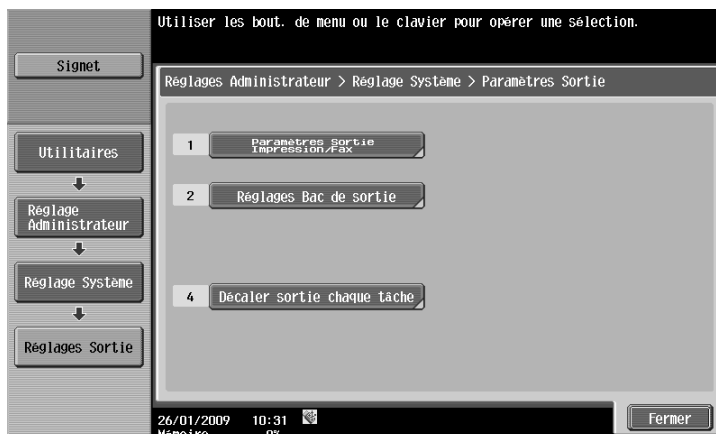 Utiliser les bout. de menu ou le clavier pour opérer une sélection.
Signet
Réglages Administrateur > Réglage Système > Paramètres Sortie
Utilitaires
Réglage
Administrateur
Réglage Système
Réglages Sortie
1 Paramètres Sortie
Impression/Fax
2 Réglages Bac de sortie
4 Décaler sortie chaque tâche
26/01/2009 10:31
Mémoire 0%
Fermer